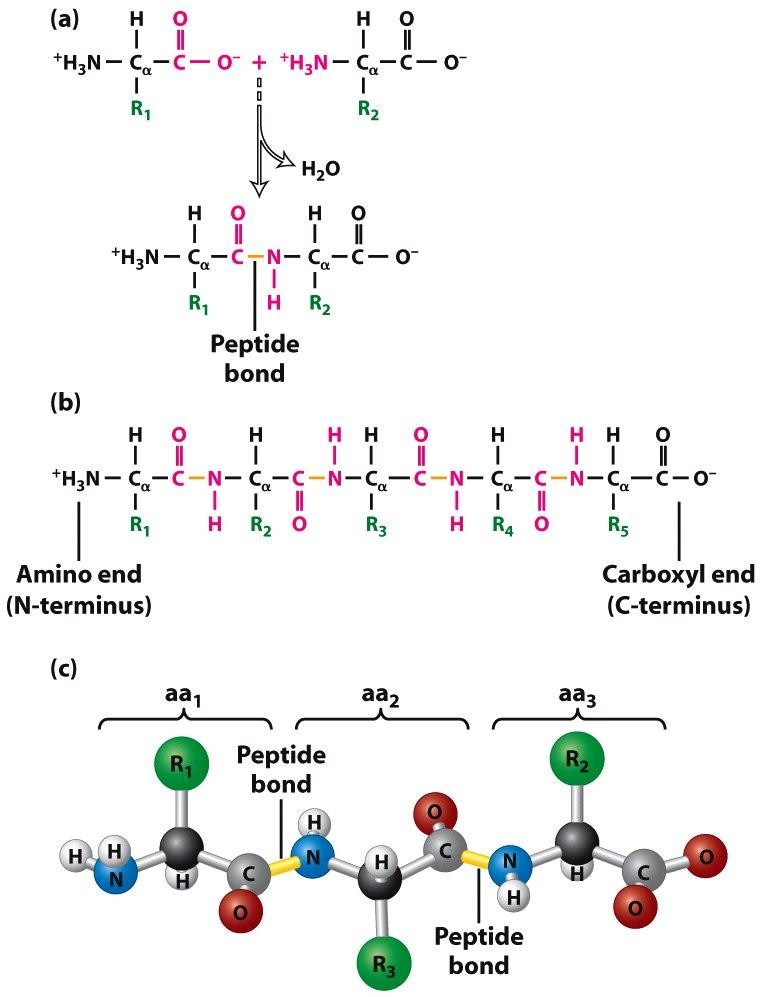 (a)
H O H O
⁺H₃N – Cα – C – O⁻ + ⁺H₃N – Cα – C – O⁻
R₁ R₂
H₂O
H O H O
⁺H₃N – Cα – C – N – Cα – C – O⁻
R₁ H R₂
Peptide
bond
(b)
H O H H H O H H H O
⁺H₃N – Cα – C – N – Cα – C – N – Cα – C – N – Cα – C – N – Cα – C – O⁻
R₁ H R₂ O R₃ H R₄ O R₅
Amino end
(N-terminus)
Carboxyl end
(C-terminus)
(c)
aa₁ aa₂ aa₃
R₁
Peptide
bond
R₂
H H N H C O N H H C O N H H C O O
R₃
Peptide
bond